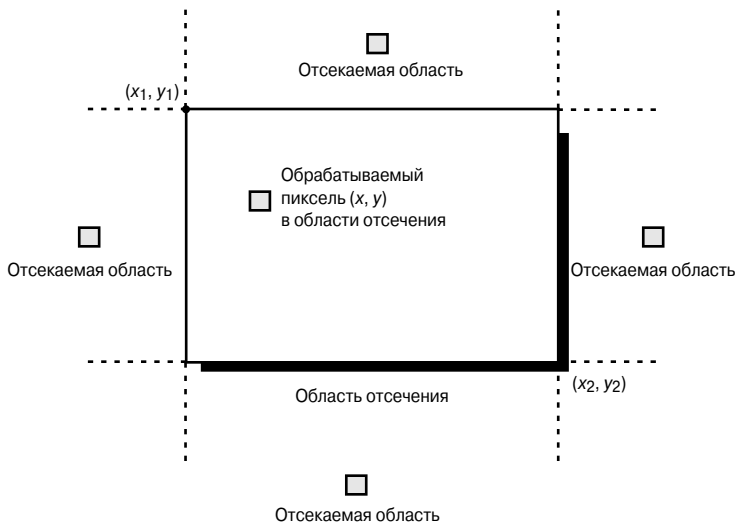 Отсекаемая область
(x1, y1)
Обрабатываемый
пиксель (x, y)
в области отсечения
Отсекаемая область
Отсекаемая область
(x2, y2)
Область отсечения
Отсекаемая область